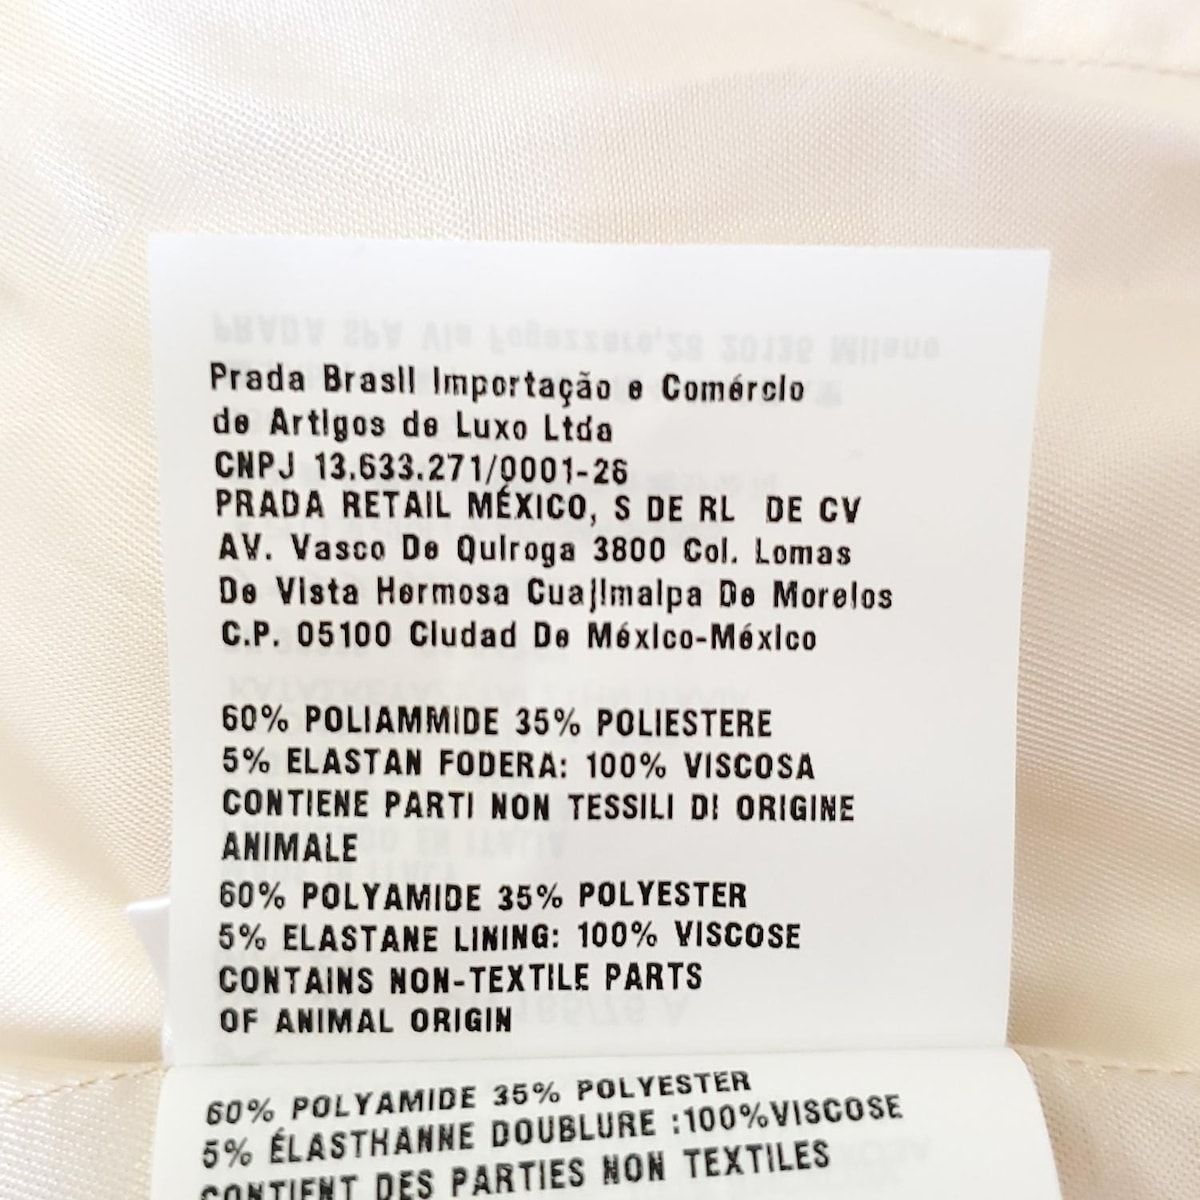 Prada Brasil Importação e Comércio
de Artigos de Luxo Ltda
CNPJ 13.633.271/0001-26
PRADA RETAIL MÉXICO, S DE RL DE CV
AV. Vasco De Quiroga 3800 Col. Lomas
De Vista Hermosa Cuajimalpa De Morelos
C.P. 05100 Ciudad De México-México
60% POLIAMMIDE 35% POLIESTERE
5% ELASTAN FODERA: 100% VISCOSA
CONTIENE PARTI NON TESSILI DI ORIGINE
ANIMALE
60% POLYAMIDE 35% POLYESTER
5% ELASTANE LINING: 100% VISCOSE
CONTAINS NON-TEXTILE PARTS
OF ANIMAL ORIGIN
60% POLYAMIDE 35% POLYESTER
5% ÉLASTHANNE DOUBLURE :100%VISCOSE
CONTIENT DES PARTIES NON TEXTILES